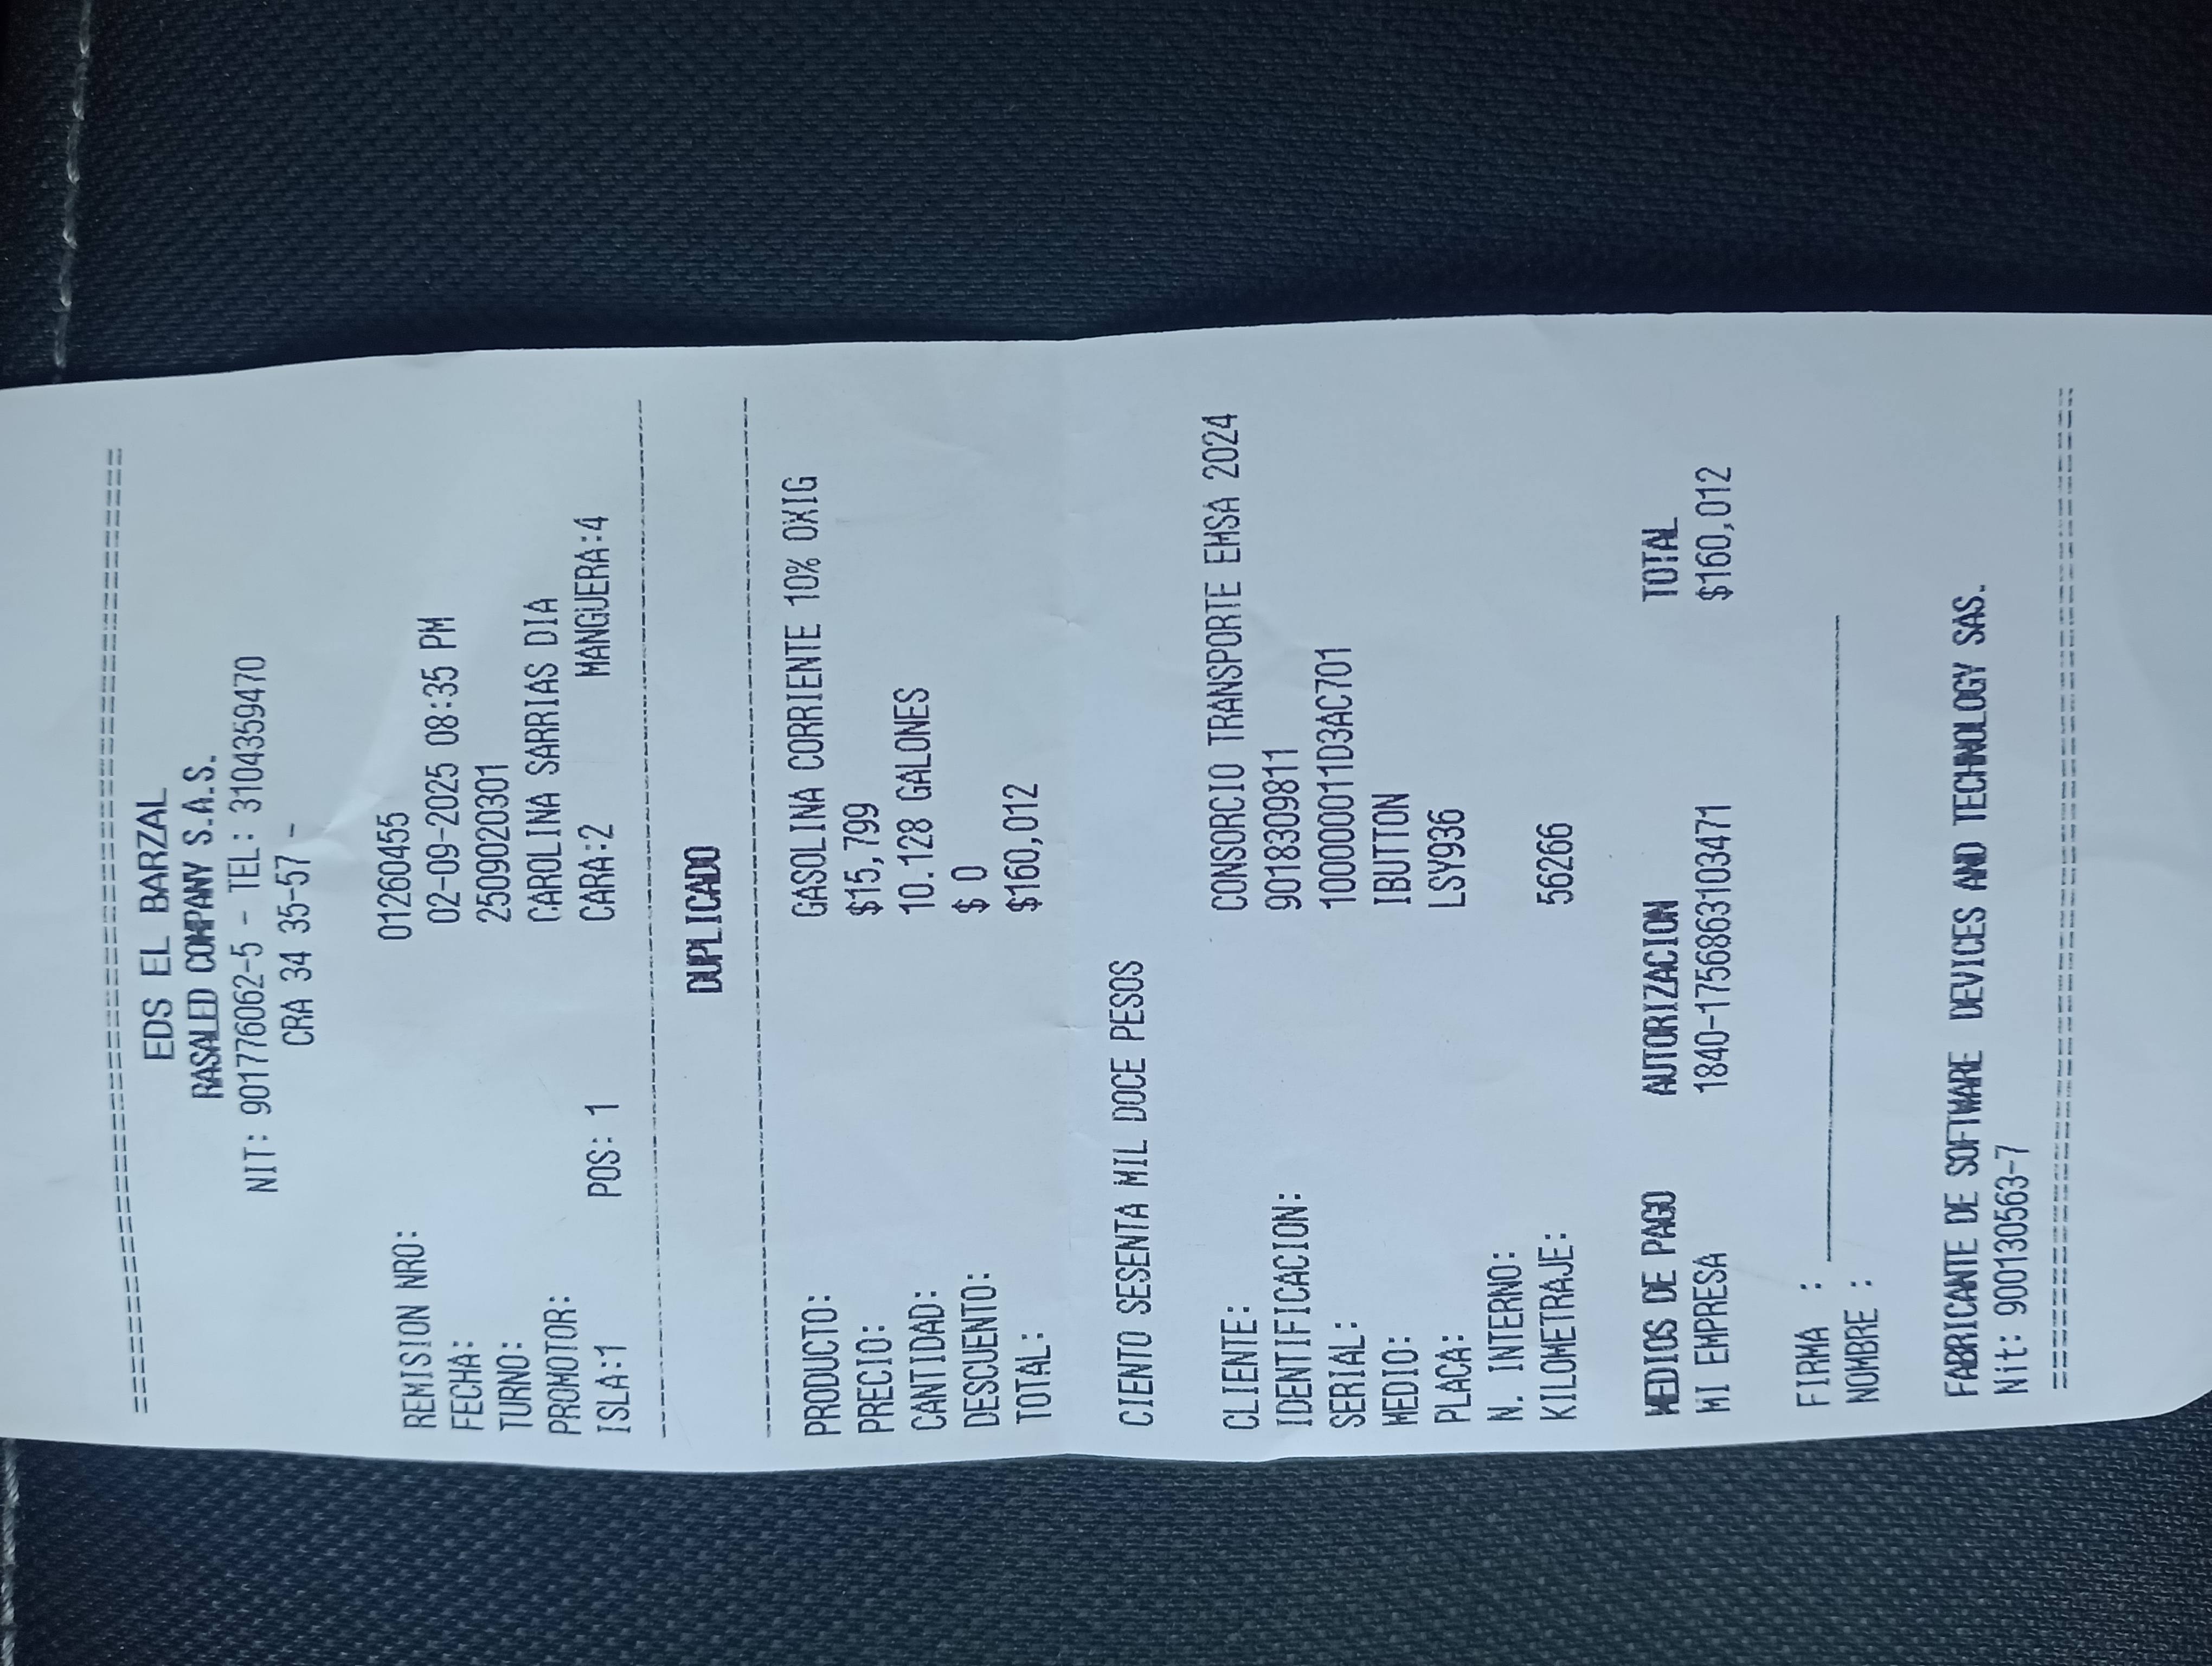 ================================================
EDS EL BARZAL
RASALED COMPANY S.A.S.
NIT: 901776062-5 - TEL: 3104359470
CRA 34 35-57 -
REMISION NRO: 01260455
FECHA: 02-09-2025 08:35 PM
TURNO: 2509020301
PROMOTOR: CAROLINA SARRIAS DIA
ISLA:1 POS: 1 CARA:2 MANGUERA:4
------------------------------------------------
DUPLICADO
------------------------------------------------
PRODUCTO: GASOLINA CORRIENTE 10% OXIG
PRECIO: $15,799
CANTIDAD: 10.128 GALONES
DESCUENTO: $ 0
TOTAL: $160,012
CIENTO SESENTA MIL DOCE PESOS
CLIENTE: CONSORCIO TRANSPORTE EMSA 2024
IDENTIFICACION: 9018309811
SERIAL: 100000011D3AC701
MEDIO: IBUTTON
PLACA: LSY936
N. INTERNO:
KILOMETRAJE: 56266
MEDIOS DE PAGO AUTORIZACION TOTAL
MI EMPRESA 1840-1756863103471 $160,012
FIRMA : ______________________________
NOMBRE :
FABRICANTE DE SOFTWARE DEVICES AND TECHNOLOGY SAS.
Nit: 900130563-7
================================================